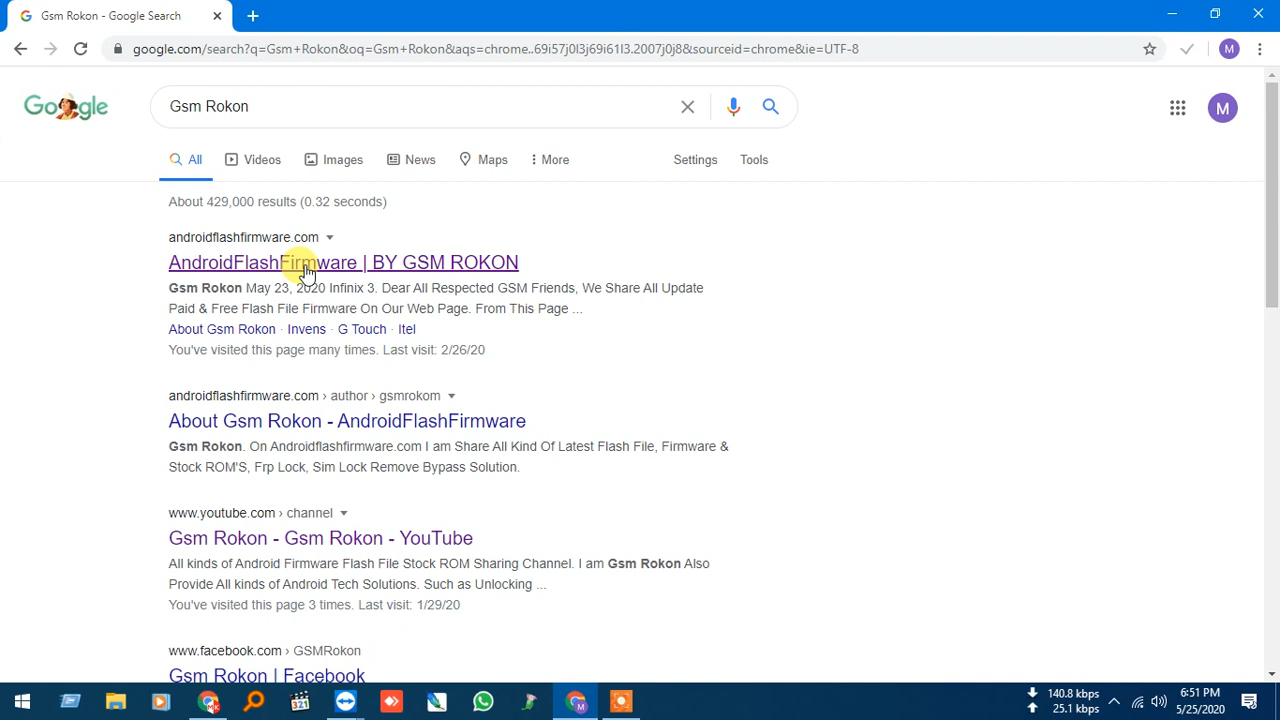 Gsm Rokon - Google Search
google.com/search?q=Gsm+Rokon&oq=Gsm+Rokon&aqs=chrome..69i57j0l3j69i61l3.2007j0j8&sourceid=chrome&ie=UTF-8
M
Google
Gsm Rokon
M
All
Videos
Images
News
Maps
More
Settings
Tools
About 429,000 results (0.32 seconds)
androidflashfirmware.com
AndroidFlashFirmware | BY GSM ROKON
Gsm Rokon May 23, 2020 Infinix 3. Dear All Respected GSM Friends, We Share All Update
Paid & Free Flash File Firmware On Our Web Page. From This Page ...
About Gsm Rokon · Invens · G Touch · Itel
You've visited this page many times. Last visit: 2/26/20
androidflashfirmware.com › author › gsmrokom
About Gsm Rokon - AndroidFlashFirmware
Gsm Rokon. On Androidflashfirmware.com I am Share All Kind Of Latest Flash File, Firmware &
Stock ROM'S, Frp Lock, Sim Lock Remove Bypass Solution.
www.youtube.com › channel
Gsm Rokon - Gsm Rokon - YouTube
All kinds of Android Firmware Flash File Stock ROM Sharing Channel. I am Gsm Rokon Also
Provide All kinds of Android Tech Solutions. Such as Unlocking ...
You've visited this page 3 times. Last visit: 1/29/20
www.facebook.com › GSMRokon
Gsm Rokon | Facebook
321
M
140.8 kbps
25.1 kbps
6:51 PM
5/25/2020